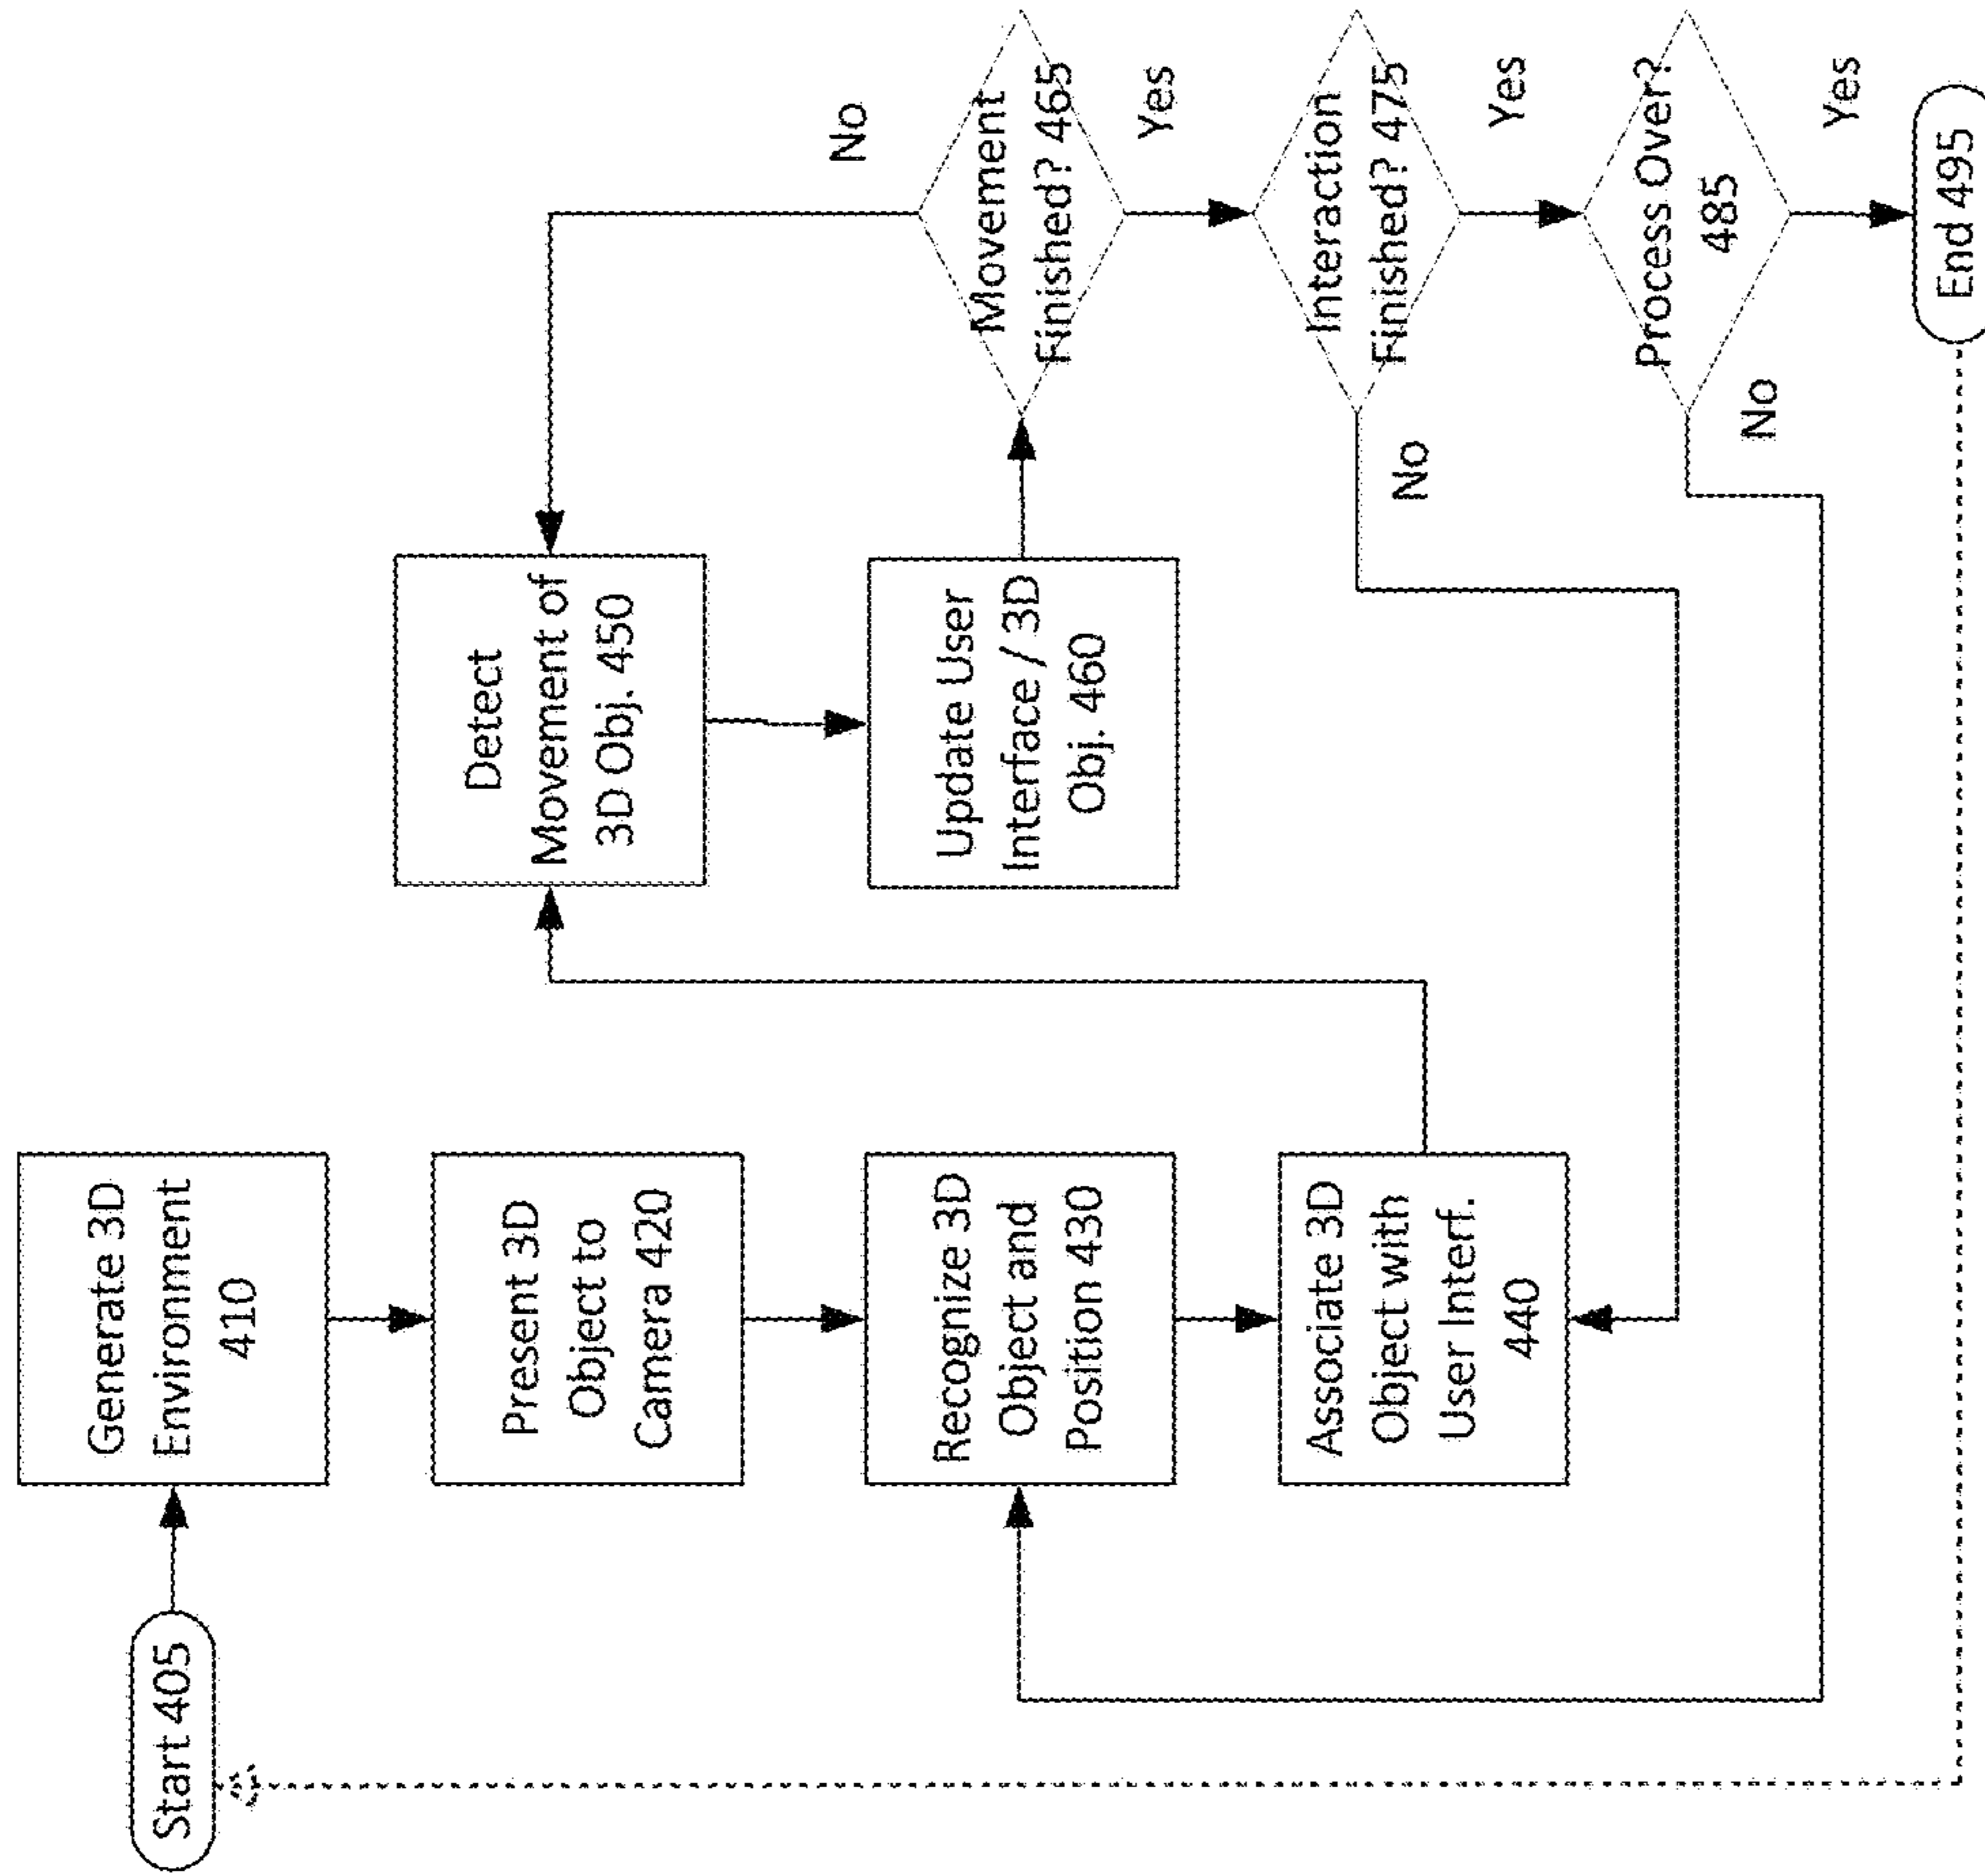 Start 405
Generate 3D
Environment
410
Present 3D
Object to
Camera 420
Recognize 3D
Object and
Position 430
Associate 3D
Object with
User Interf.
440
Detect
Movement of
3D Obj. 450
Update User
Interface / 3D
Obj. 460
Movement
Finished? 465
No
Yes
Interaction
Finished? 475
No
Yes
Process Over?
485
No
Yes
End 495